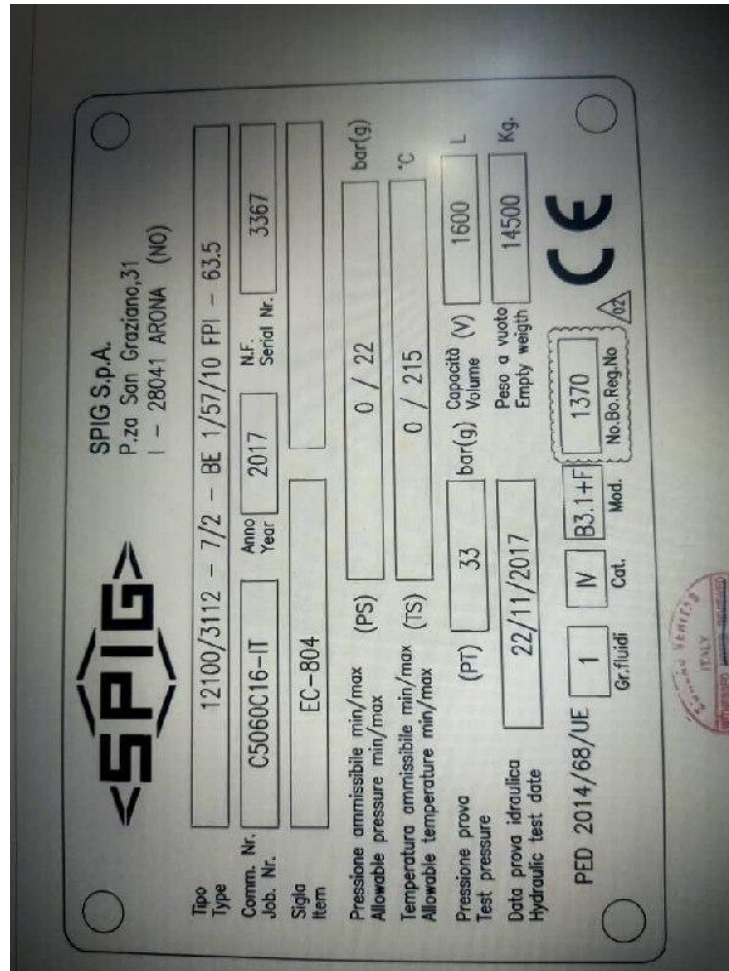 <SPIG>
SPIG S.p.A.
P.za San Graziano,31
I - 28041 ARONA (NO)
Tipo
Type
12100/3112 - 7/2 - BE 1/57/10 FPI - 63.5
Comm. Nr.
Job. Nr.
C5060C16-IT
Anno
Year
2017
N.F.
Serial Nr.
3367
Sigla
Item
EC-804
Pressione ammissibile min/max
Allowable pressure min/max
(PS)
0 / 22
bar(g)
Temperatura ammissibile min/max
Allowable temperature min/max
(TS)
0 / 215
°C
Pressione prova
Test pressure
(PT)
33
bar(g)
Capacità
Volume
(V)
1600
L
Data prova idraulica
Hydraulic test date
22/11/2017
Peso a vuoto
Empty weigth
14500
Kg.
PED 2014/68/UE
1
Gr.fluidi
IV
Cat.
B3.1+F
Mod.
1370
No.Bo.Reg.No
02
CE
ITALY